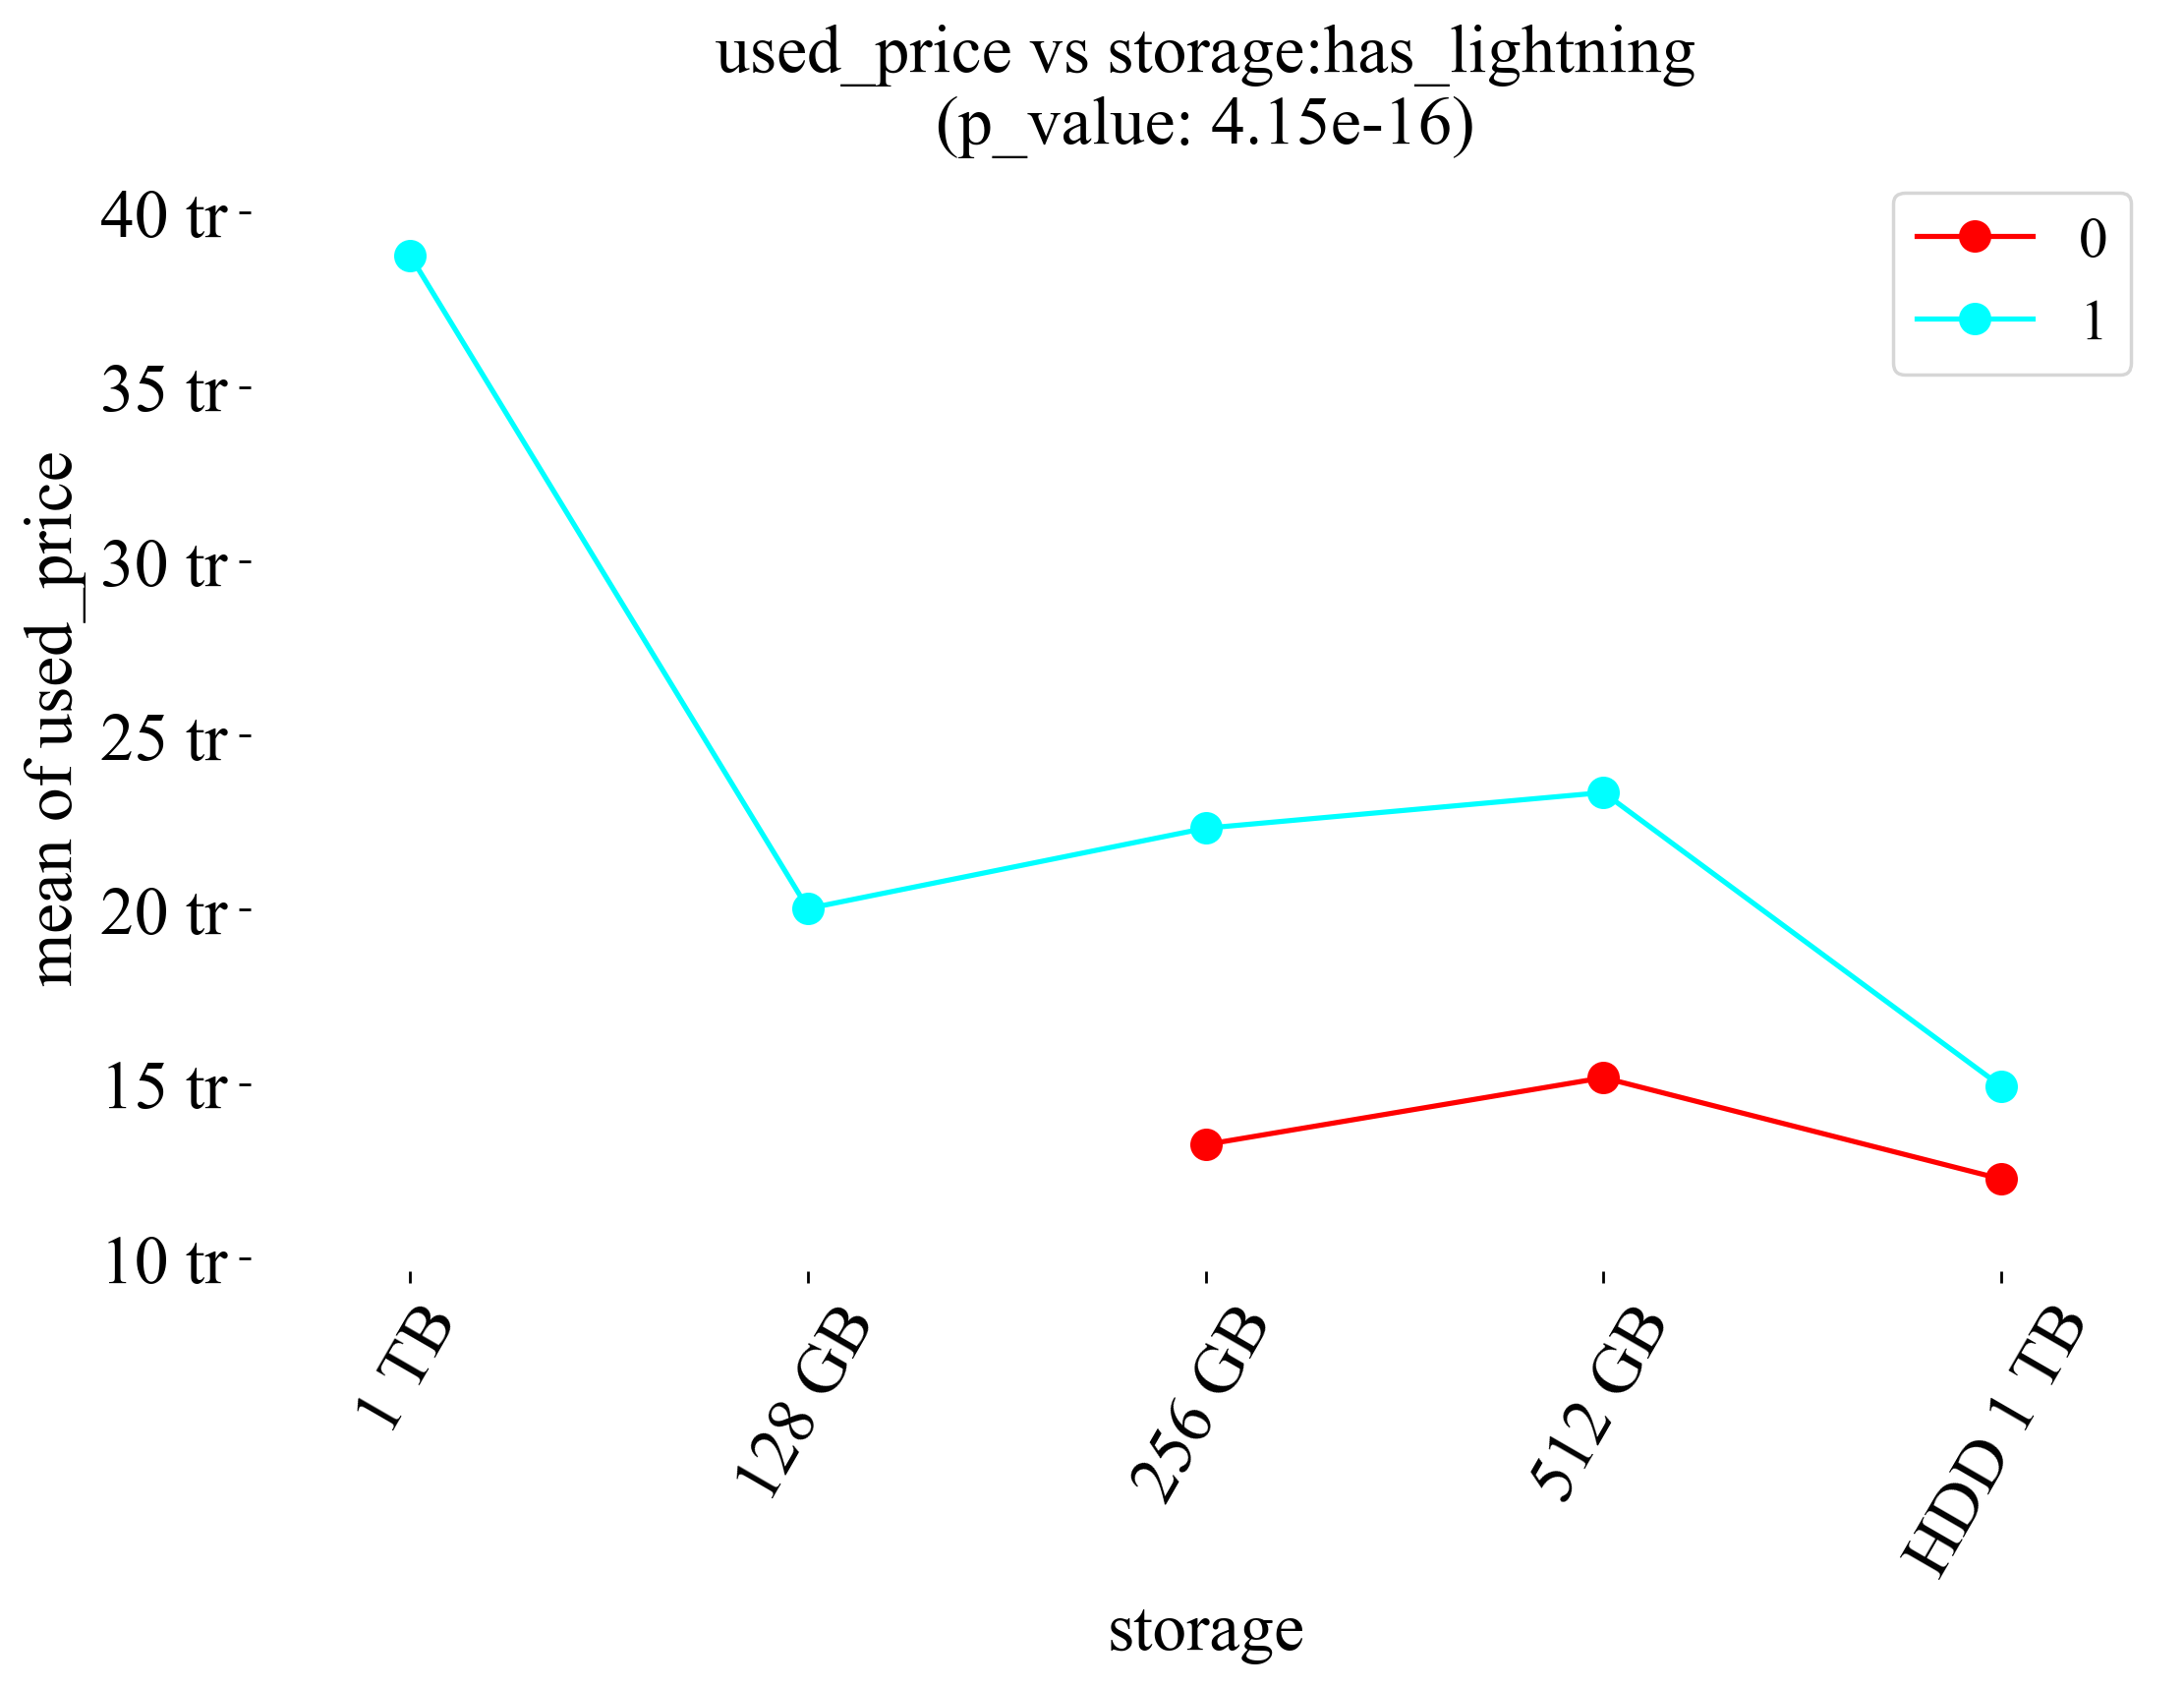 used_price vs storage:has_lightning
(p_value: 4.15e-16)
40 tr
35 tr
30 tr
25 tr
20 tr
15 tr
10 tr
mean of used_price
0
1
1 TB
128 GB
256 GB
512 GB
HDD 1 TB
storage